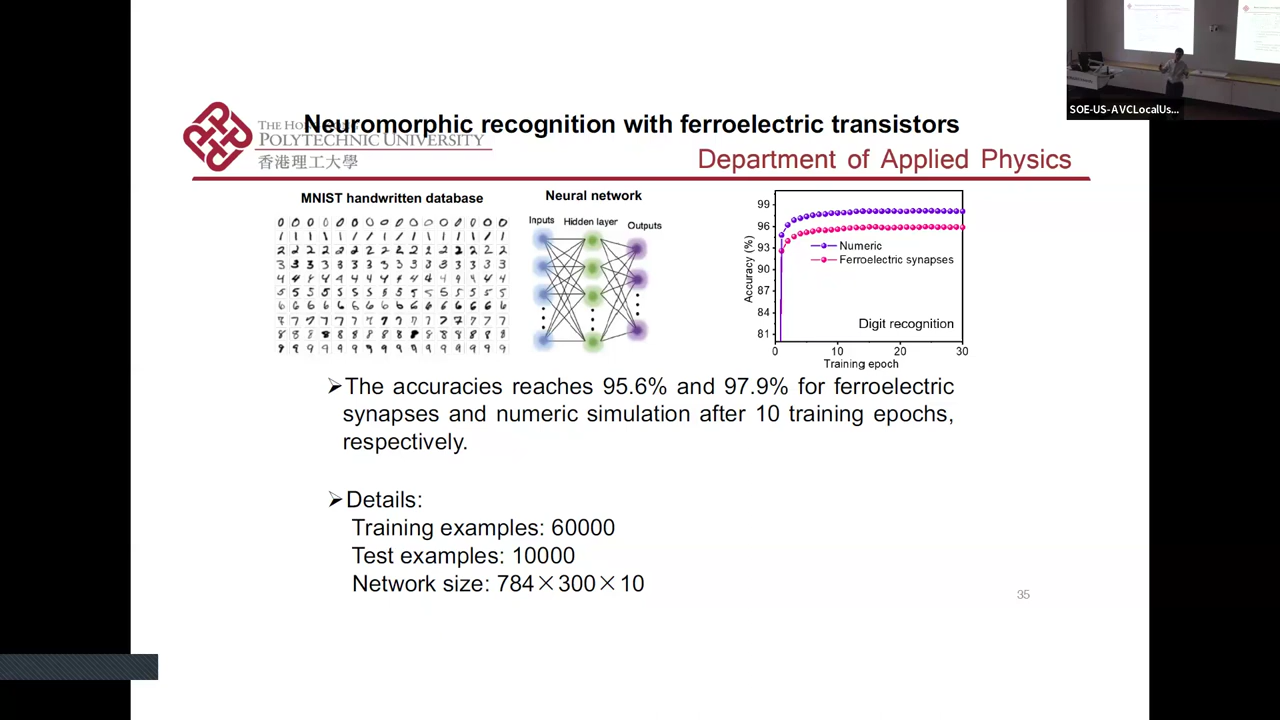 SOE-US-AVCLocalUs...
Neuromorphic recognition with ferroelectric transistors
THE HO
POLYTECHNIC UNIVERSITY
香港理工大學
Department of Applied Physics
MNIST handwritten database
Neural network
Inputs
Hidden layer
Outputs
99
96
93
90
87
84
81
Accuracy (%)
Numeric
Ferroelectric synapses
Digit recognition
0 10 20 30
Training epoch
➢The accuracies reaches 95.6% and 97.9% for ferroelectric
synapses and numeric simulation after 10 training epochs,
respectively.
➢Details:
Training examples: 60000
Test examples: 10000
Network size: 784×300×10
35